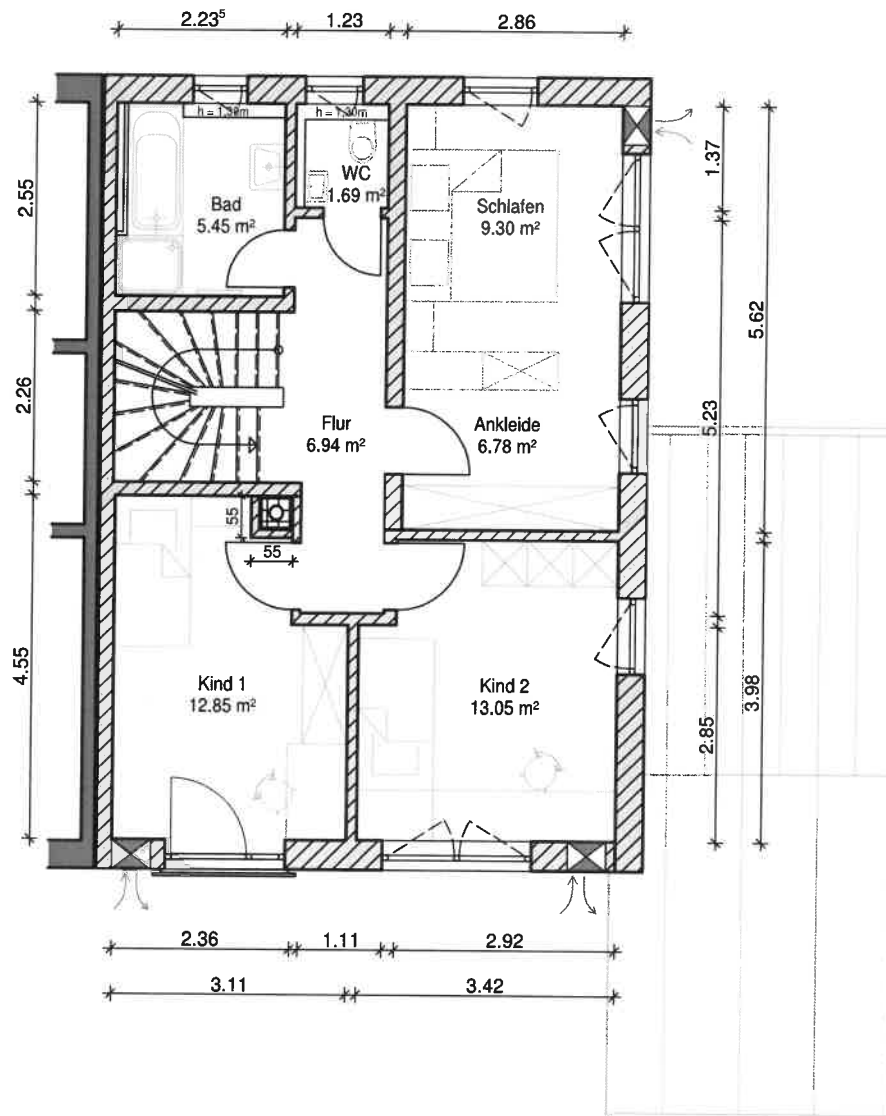 2.23⁵
1.23
2.86
h = 1,30m
h = 1,30m
WC
1.69 m²
Bad
5.45 m²
Schlafen
9.30 m²
2.55
1.37
5.62
2.26
5.23
Flur
6.94 m²
Ankleide
6.78 m²
55
55
4.55
Kind 1
12.85 m²
Kind 2
13.05 m²
2.85
3.98
2.36
1.11
2.92
3.11
3.42